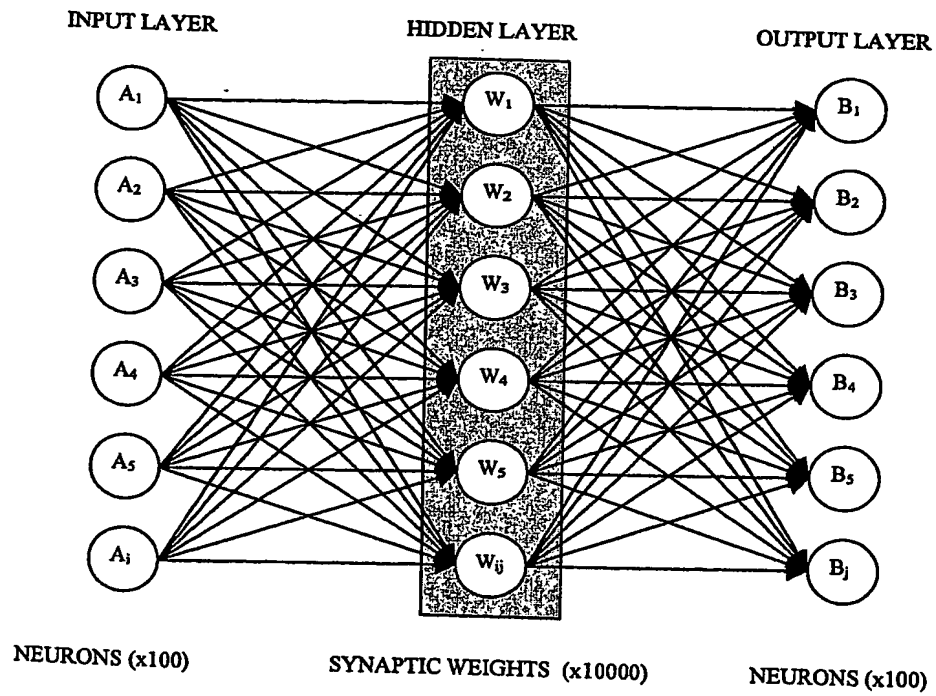 INPUT LAYER
HIDDEN LAYER
OUTPUT LAYER
A1
W1
B1
A2
W2
B2
A3
W3
B3
A4
W4
B4
A5
W5
B5
Ai
Wij
Bj
NEURONS (x100)
SYNAPTIC WEIGHTS (x10000)
NEURONS (x100)